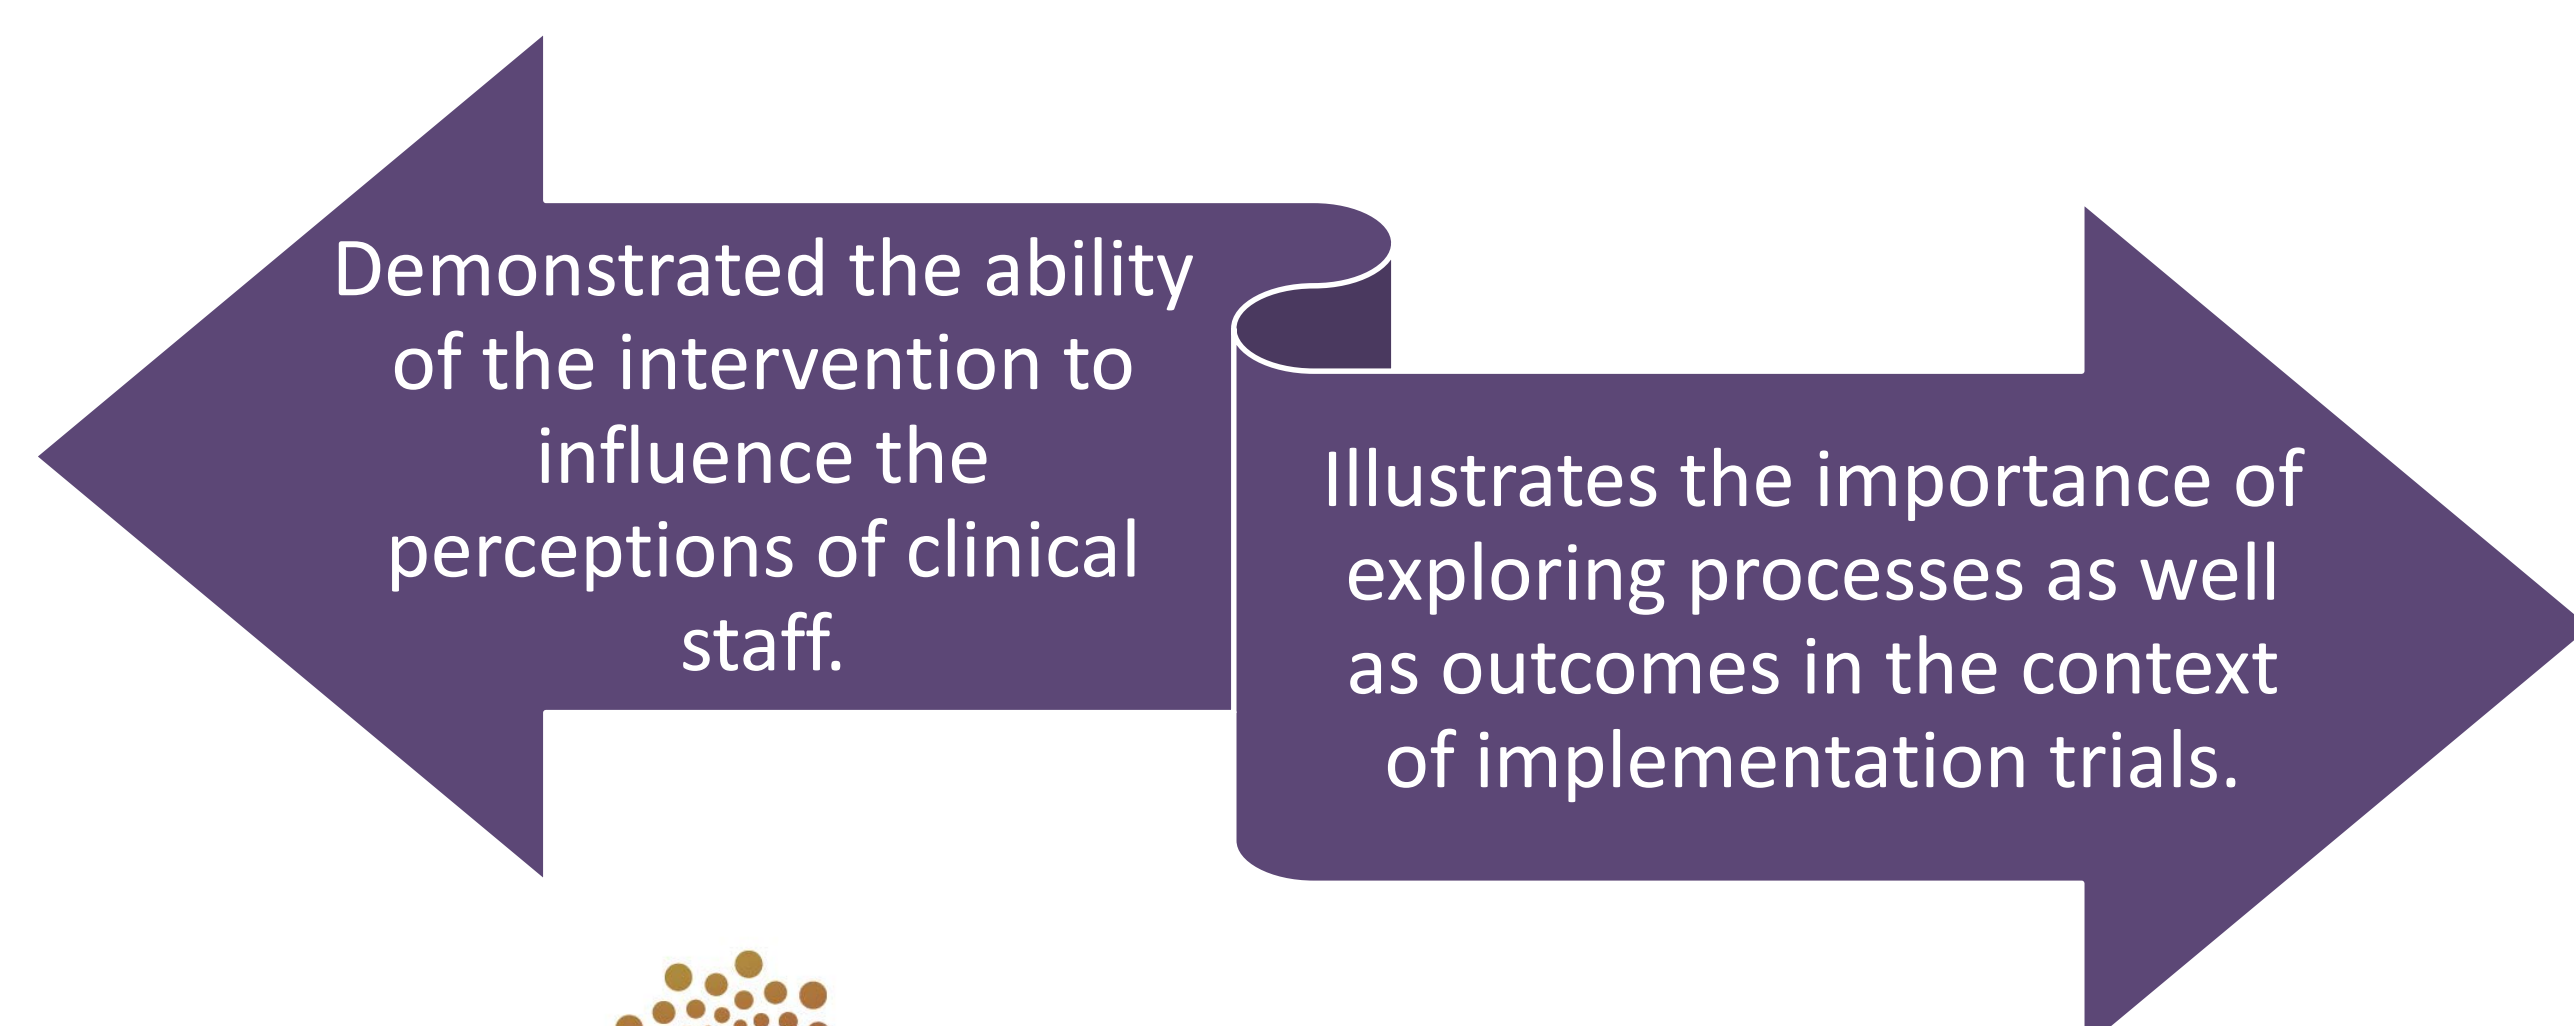 Demonstrated the ability
of the intervention to
influence the
perceptions of clinical
staff.
Illustrates the importance of
exploring processes as well
as outcomes in the context
of implementation trials.